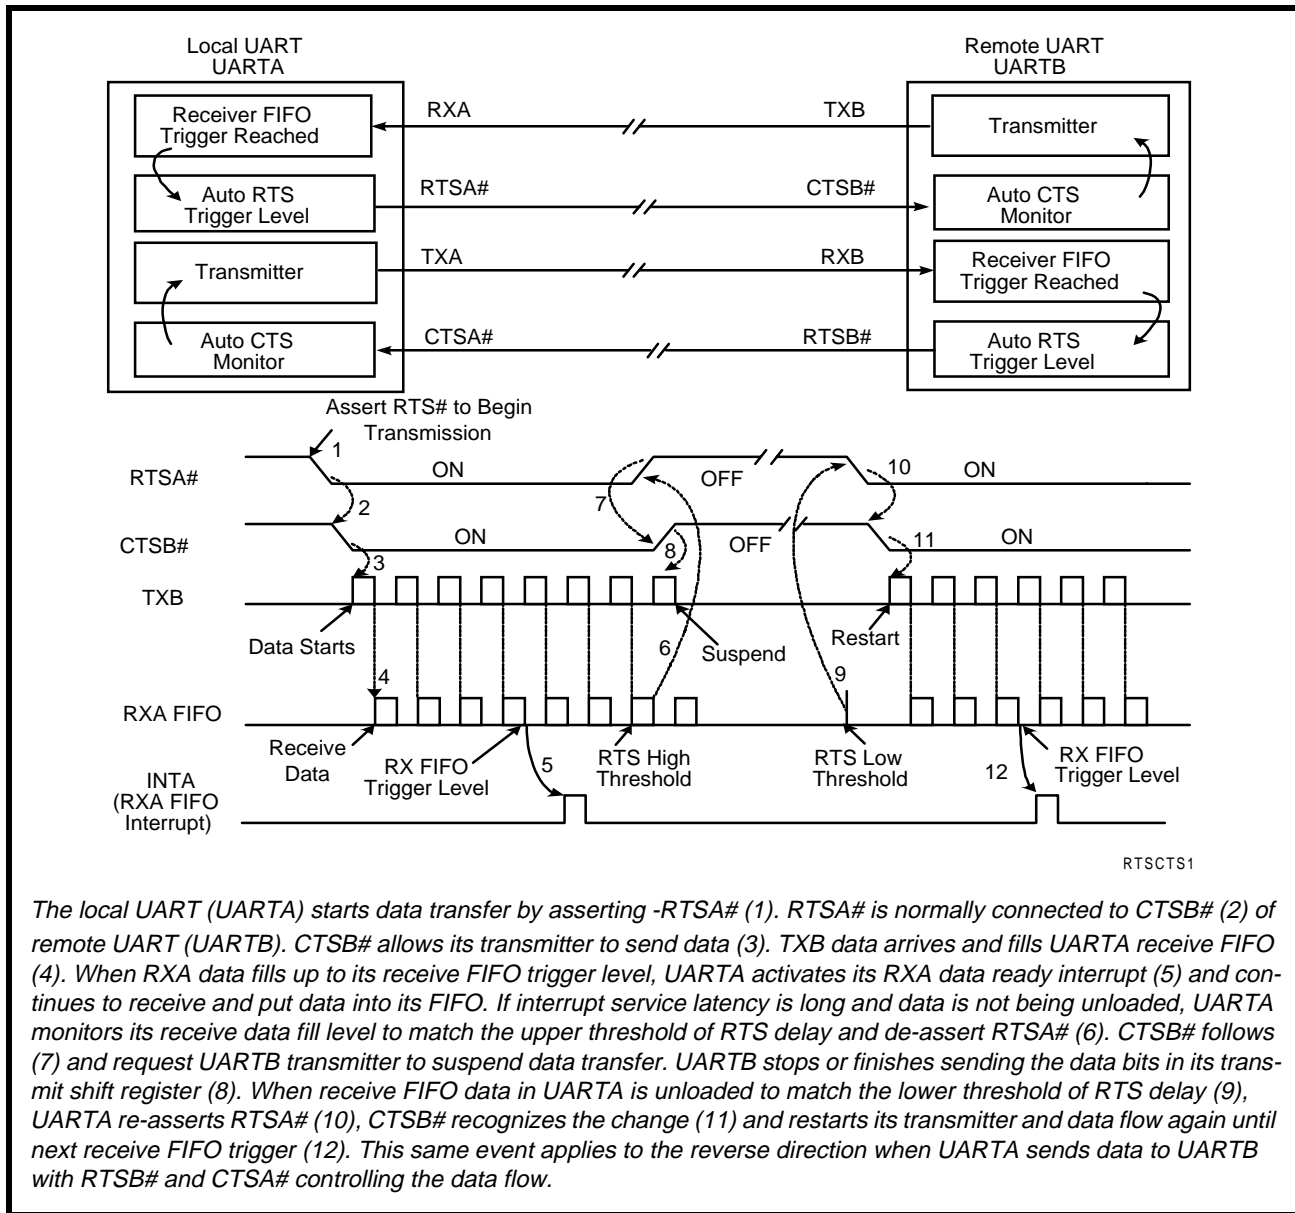 Local UART
UARTA
Remote UART
UARTB
Receiver FIFO
Trigger Reached
RXA
TXB
Transmitter
Auto RTS
Trigger Level
RTSA#
CTSB#
Auto CTS
Monitor
Transmitter
TXA
RXB
Receiver FIFO
Trigger Reached
Auto CTS
Monitor
CTSA#
RTSB#
Auto RTS
Trigger Level
Assert RTS# to Begin
Transmission
RTSA#
1
ON
7
OFF
10
ON
2
CTSB#
3
ON
8
OFF
11
ON
TXB
Data Starts
6
Suspend
Restart
4
9
RXA FIFO
Receive
Data
RX FIFO
Trigger Level
5
RTS High
Threshold
RTS Low
Threshold
12
RX FIFO
Trigger Level
INTA
(RXA FIFO
Interrupt)
RTSCTS1
The local UART (UARTA) starts data transfer by asserting -RTSA# (1). RTSA# is normally connected to CTSB# (2) of
remote UART (UARTB). CTSB# allows its transmitter to send data (3). TXB data arrives and fills UARTA receive FIFO
(4). When RXA data fills up to its receive FIFO trigger level, UARTA activates its RXA data ready interrupt (5) and con-
tinues to receive and put data into its FIFO. If interrupt service latency is long and data is not being unloaded, UARTA
monitors its receive data fill level to match the upper threshold of RTS delay and de-assert RTSA# (6). CTSB# follows
(7) and request UARTB transmitter to suspend data transfer. UARTB stops or finishes sending the data bits in its trans-
mit shift register (8). When receive FIFO data in UARTA is unloaded to match the lower threshold of RTS delay (9),
UARTA re-asserts RTSA# (10), CTSB# recognizes the change (11) and restarts its transmitter and data flow again until
next receive FIFO trigger (12). This same event applies to the reverse direction when UARTA sends data to UARTB
with RTSB# and CTSA# controlling the data flow.